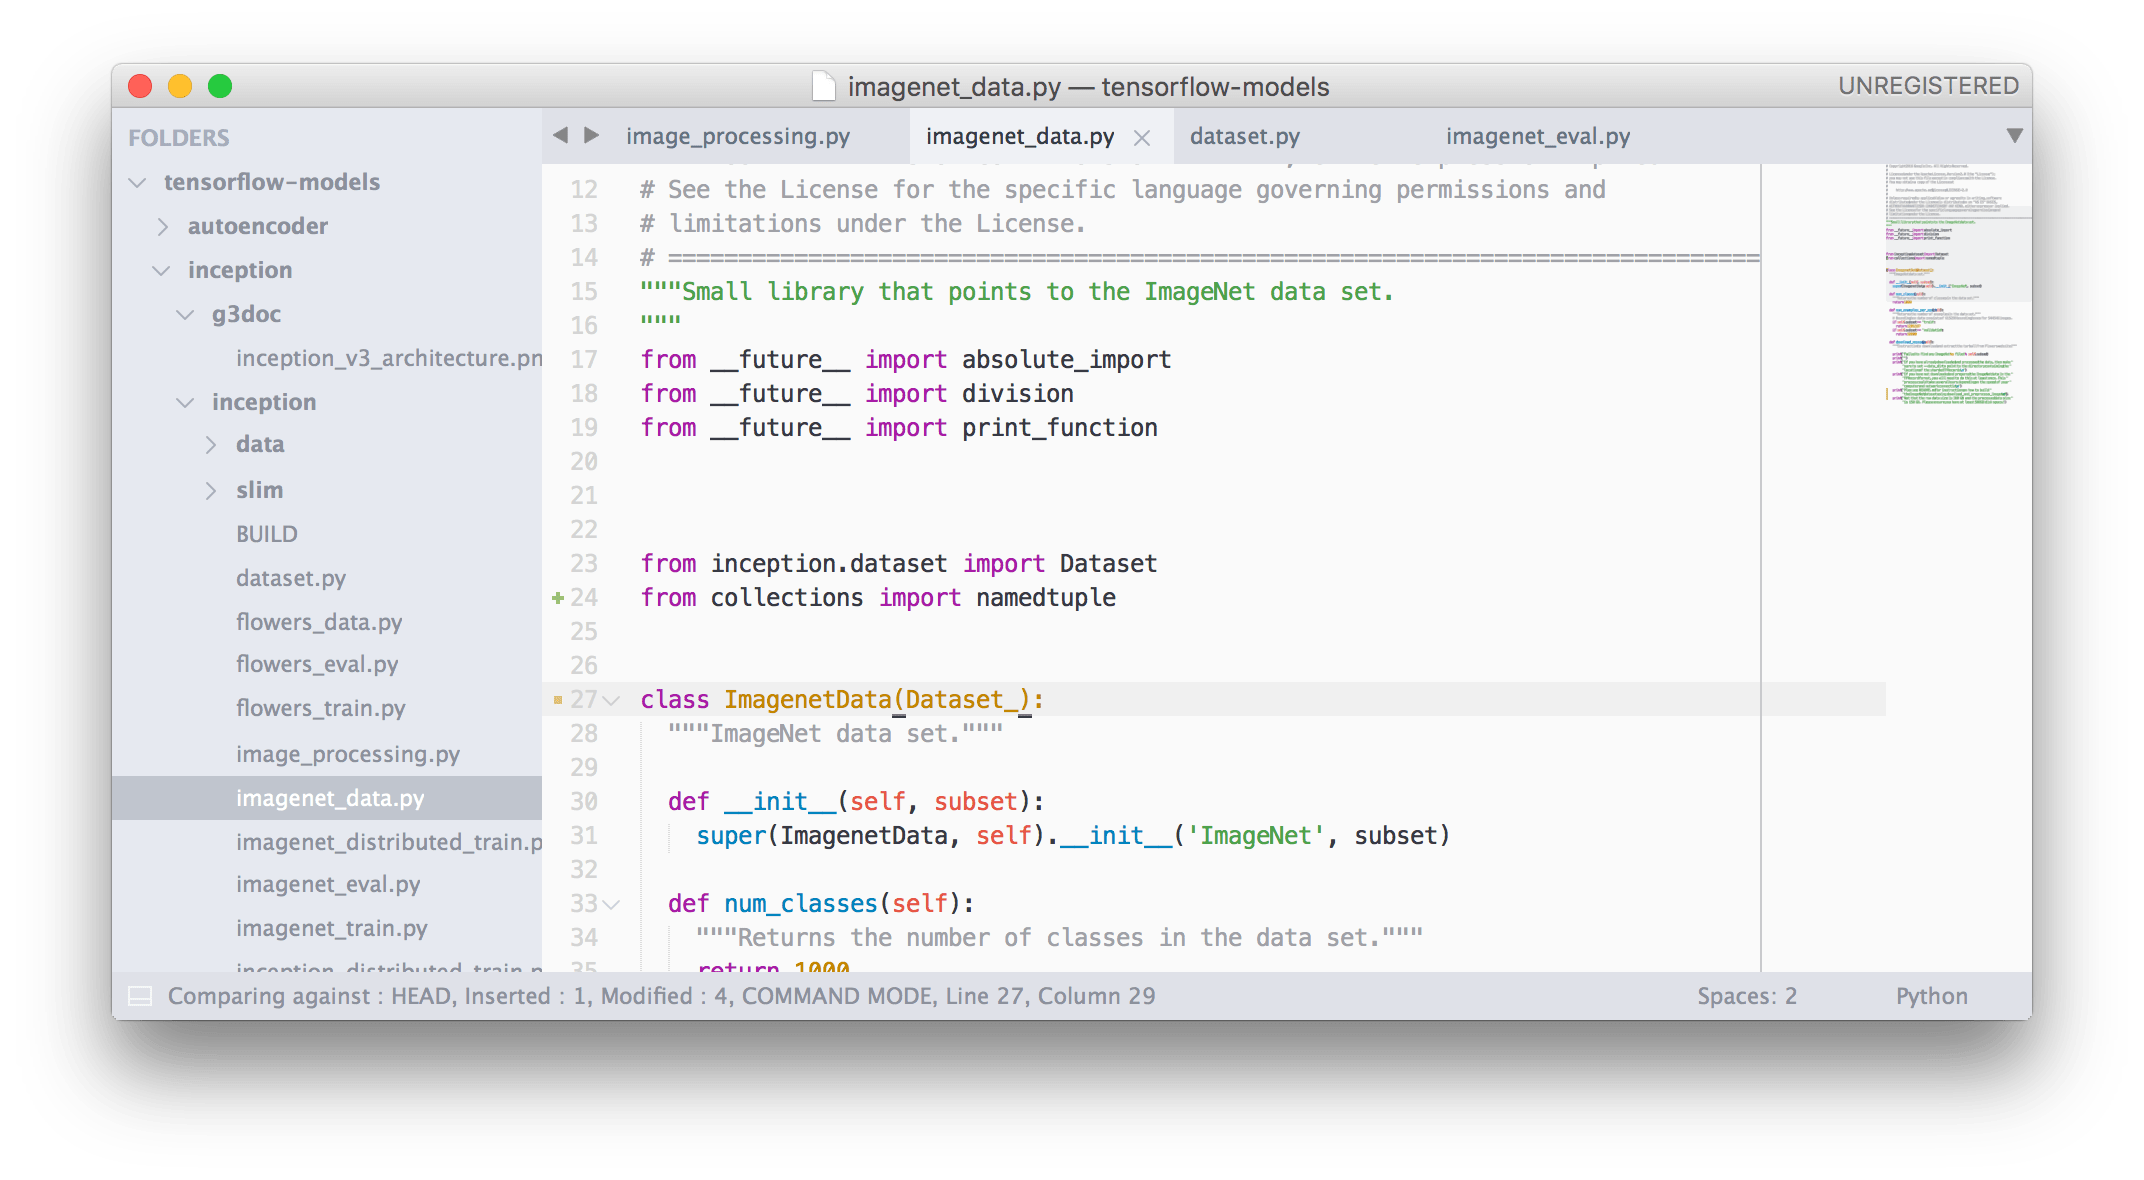 imagenet_data.py — tensorflow-models
UNREGISTERED
FOLDERS
tensorflow-models
autoencoder
inception
g3doc
inception_v3_architecture.pn
inception
data
slim
BUILD
dataset.py
flowers_data.py
flowers_eval.py
flowers_train.py
image_processing.py
imagenet_data.py
imagenet_distributed_train.p
imagenet_eval.py
imagenet_train.py
inception_distributed_train.p
image_processing.py
imagenet_data.py
dataset.py
imagenet_eval.py
12 # See the License for the specific language governing permissions and
13 # limitations under the License.
14 # ==============================================================================
15 """Small library that points to the ImageNet data set.
16 """
17 from __future__ import absolute_import
18 from __future__ import division
19 from __future__ import print_function
20
21
22
23 from inception.dataset import Dataset
24 from collections import namedtuple
25
26
27 class ImagenetData(Dataset_):
28 """ImageNet data set."""
29
30 def __init__(self, subset):
31 super(ImagenetData, self).__init__('ImageNet', subset)
32
33 def num_classes(self):
34 """Returns the number of classes in the data set."""
35 return 1000
Comparing against : HEAD, Inserted : 1, Modified : 4, COMMAND MODE, Line 27, Column 29
Spaces: 2
Python